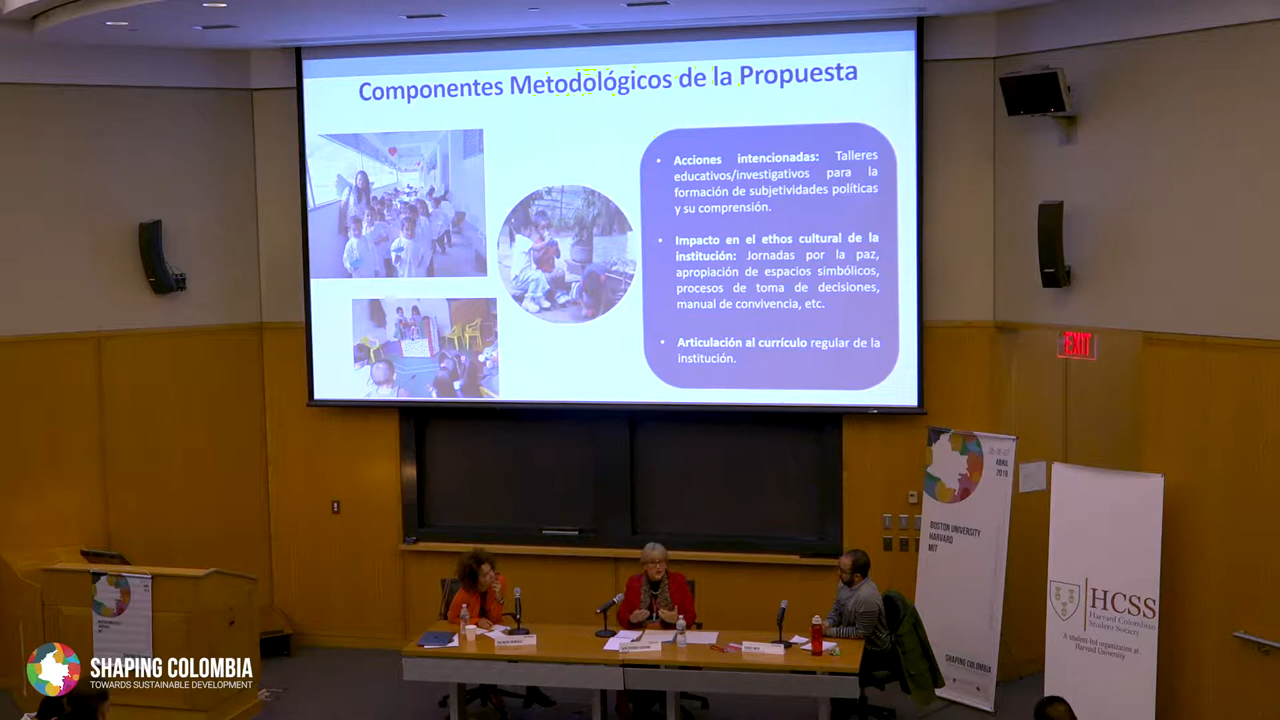 Componentes Metodológicos de la Propuesta
• Acciones intencionadas: Talleres
educativos/investigativos para la
formación de subjetividades políticas
y su comprensión.
• Impacto en el ethos cultural de la
institución: Jornadas por la paz,
apropiación de espacios simbólicos,
procesos de toma de decisiones,
manual de convivencia, etc.
• Articulación al currículo regular de la
institución.
EXIT
ABRIL
2019
BOSTON UNIVERSITY
HARVARD
MIT
SHAPING COLOMBIA
HCSS
Harvard Colombian
Student Society
A student-led organization at
Harvard University
SHAPING COLOMBIA
TOWARDS SUSTAINABLE DEVELOPMENT